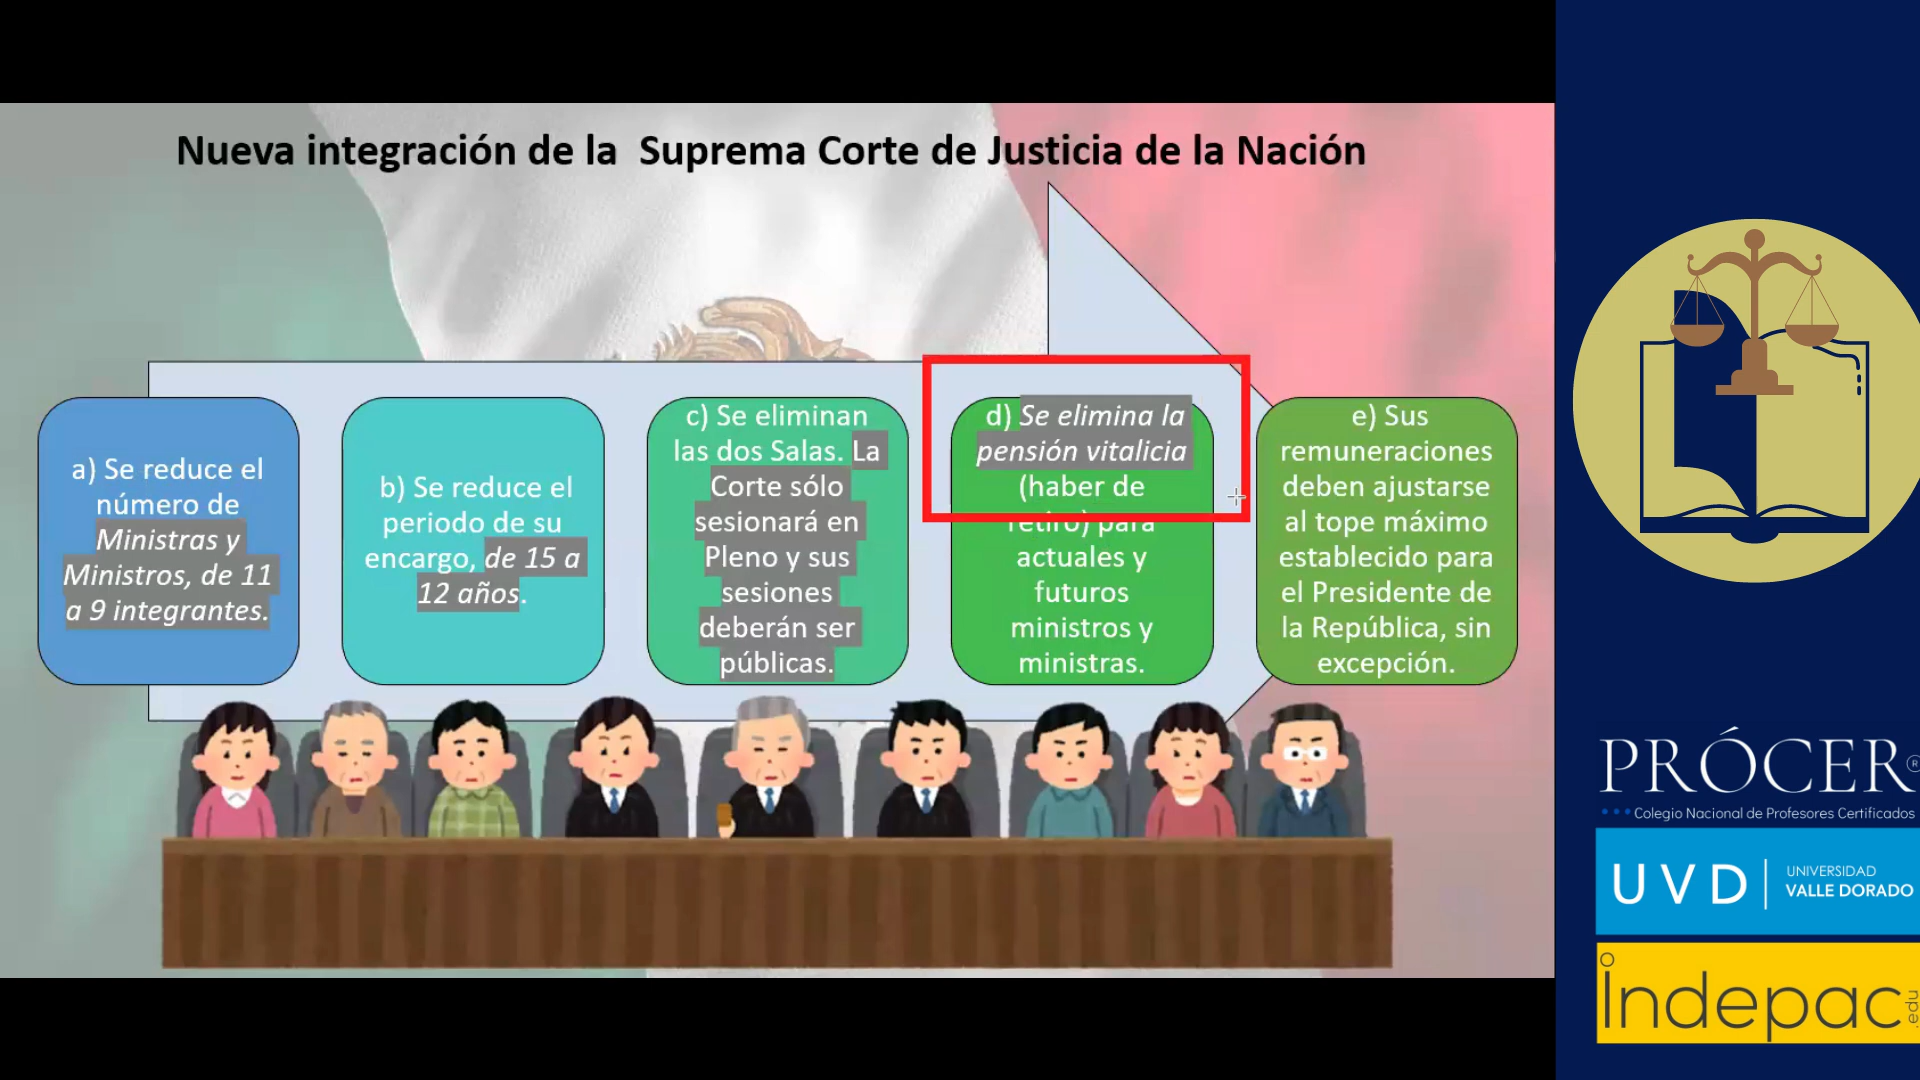 Nueva integración de la Suprema Corte de Justicia de la Nación
a) Se reduce el
número de
Ministras y
Ministros, de 11
a 9 integrantes.
b) Se reduce el
periodo de su
encargo, de 15 a
12 años.
c) Se eliminan
las dos Salas. La
Corte sólo
sesionará en
Pleno y sus
sesiones
deberán ser
públicas.
d) Se elimina la
pensión vitalicia
(haber de
retiro) para
actuales y
futuros
ministros y
ministras.
e) Sus
remuneraciones
deben ajustarse
al tope máximo
establecido para
el Presidente de
la República, sin
excepción.
PRÓCER®
Colegio Nacional de Profesores Certificados
UVD
UNIVERSIDAD
VALLE DORADO
indepac
.edu